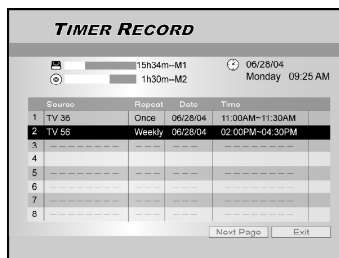 TIMER RECORD
15h34m--M1 06/28/04
1h30m--M2 Monday 09:25 AM
Source Repeat Date Time
1 TV 36 Once 06/28/04 11:00AM~11:30AM
2 TV 56 Weekly 06/28/04 02:00PM~04:30PM
3 -------- --- --- ------
4 -------- --- --- ------
5 -------- --- --- ------
6 -------- --- --- ------
7 -------- --- --- ------
8 -------- --- --- ------
Next Page Exit